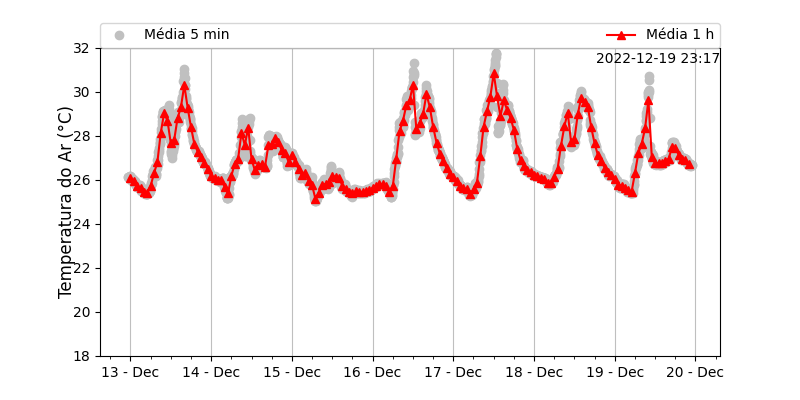 Média 5 min
Média 1 h
2022-12-19 23:17
Temperatura do Ar (°C)
32
30
28
26
24
22
20
18
13 - Dec
14 - Dec
15 - Dec
16 - Dec
17 - Dec
18 - Dec
19 - Dec
20 - Dec